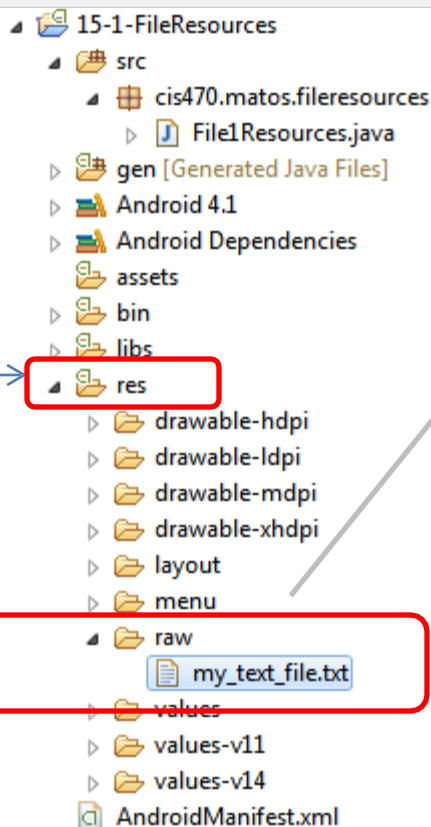 15-1-FileResources
src
cis470.matos.fileresources
File1Resources.java
gen [Generated Java Files]
Android 4.1
Android Dependencies
assets
bin
libs
res
drawable-hdpi
drawable-ldpi
drawable-mdpi
drawable-xhdpi
layout
menu
raw
my_text_file.txt
values
values-v11
values-v14
AndroidManifest.xml